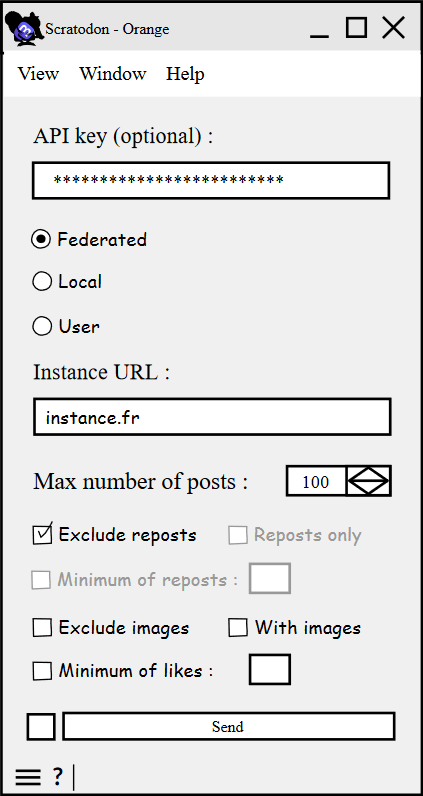 Scratodon - Orange
View Window Help
API key (optional) :
*************************
Federated
Local
User
Instance URL :
instance.fr
Max number of posts : 100
Exclude reposts Reposts only
Minimum of reposts :
Exclude images With images
Minimum of likes :
Send
?